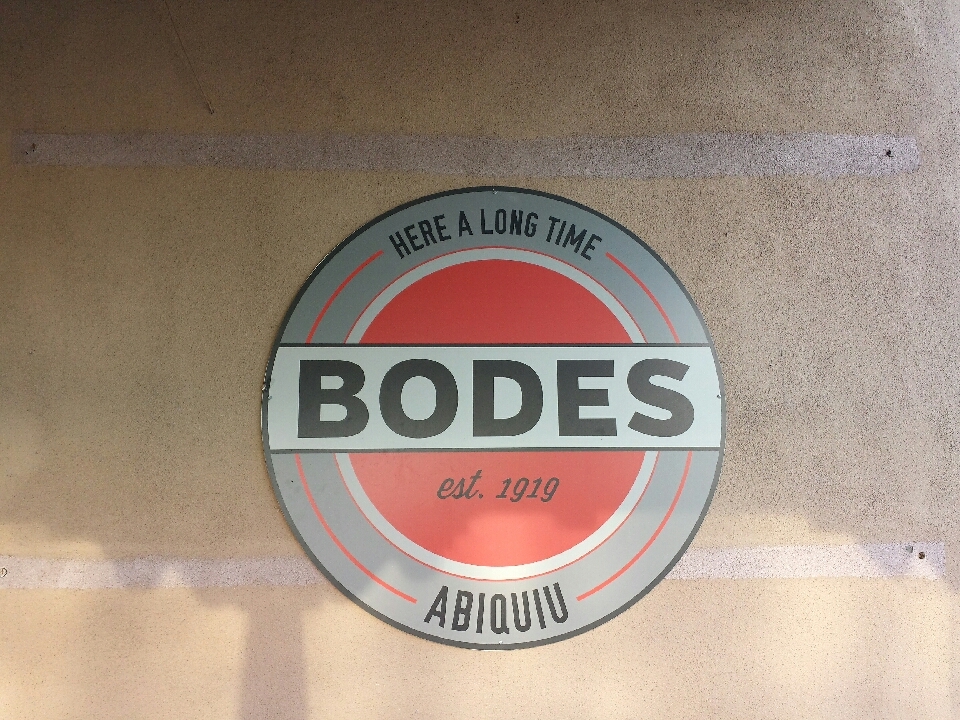 HERE A LONG TIME
BODES
est. 1919
ABIQUIU